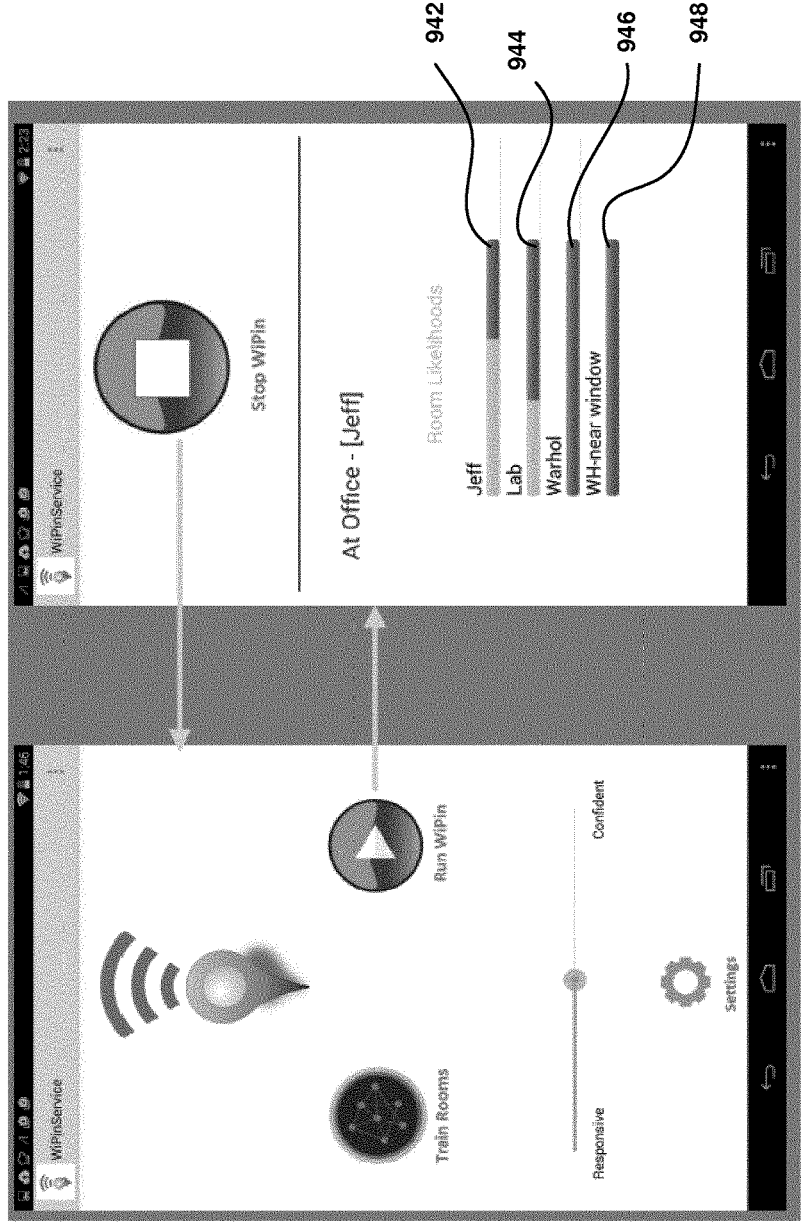 1:46
WiPinService
Train Rooms
Run WiPin
Responsive
Confident
Settings
2:23
WiPinService
Stop WiPin
At Office - [Jeff]
Room Likelihoods
Jeff
Lab
Warhol
WH-near window
942
944
946
948